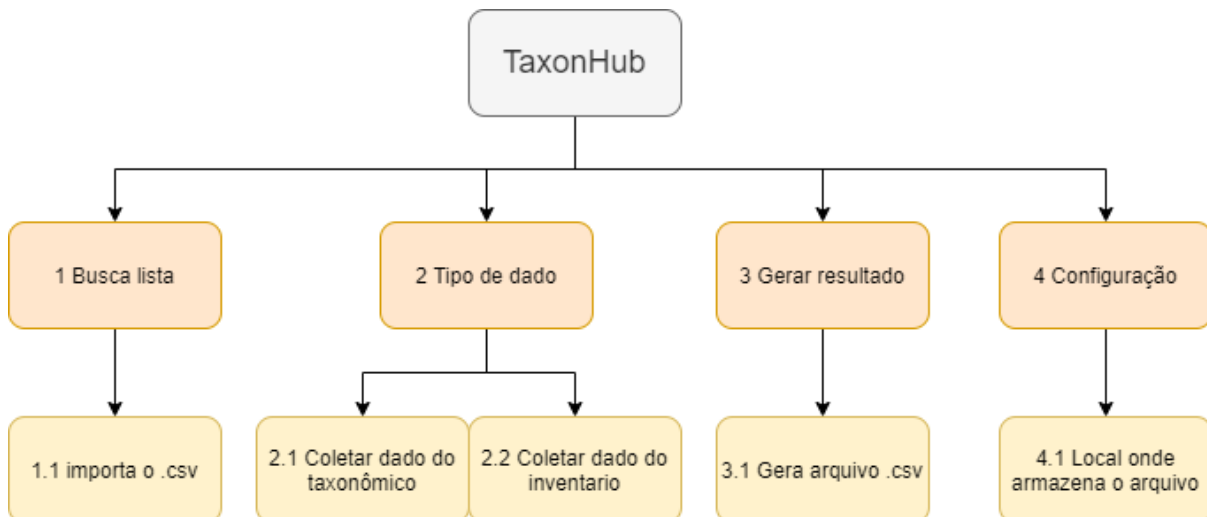 TaxonHub
1 Busca lista
2 Tipo de dado
3 Gerar resultado
4 Configuração
1.1 importa o .csv
2.1 Coletar dado do
taxonômico
2.2 Coletar dado do
inventario
3.1 Gera arquivo .csv
4.1 Local onde
armazena o arquivo